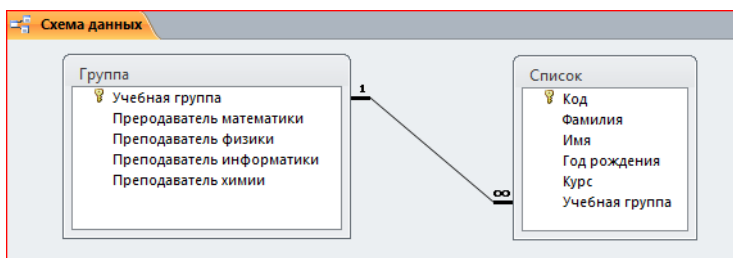 Схема данных
Группа
Учебная группа
Преродаватель математики
Преподаватель физики
Преподаватель информатики
Преподаватель химии
1
∞
Список
Код
Фамилия
Имя
Год рождения
Курс
Учебная группа